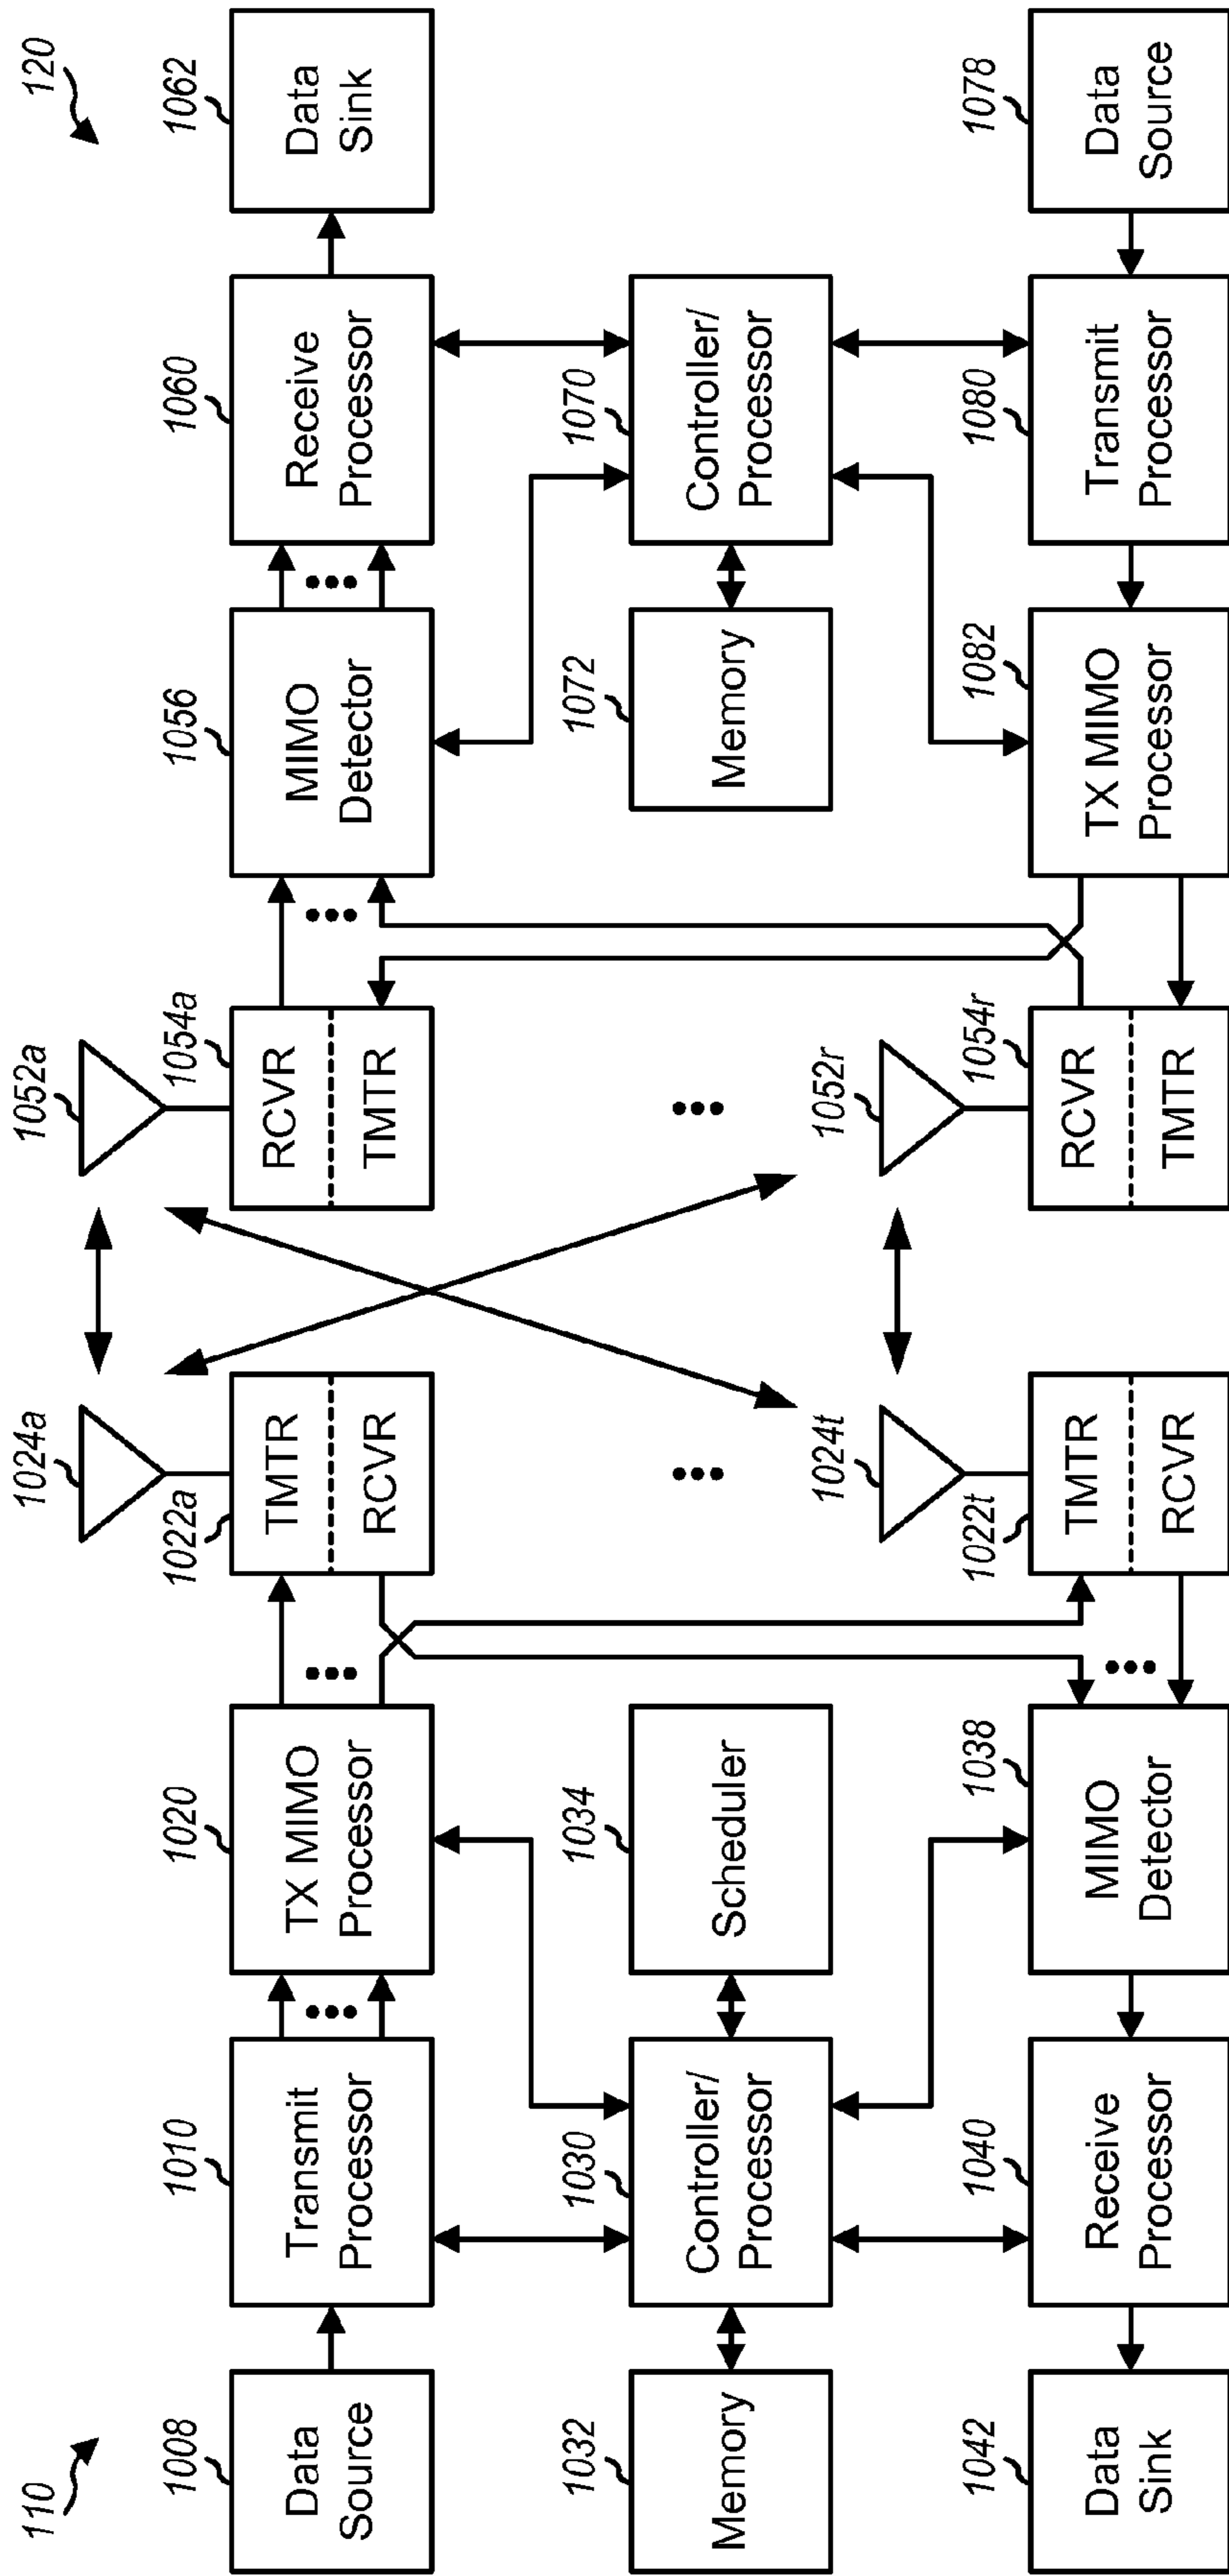 110
120
1008
1010
1020
1022a
1024a
1052a
1054a
1056
1060
1062
Data
Source
Transmit
Processor
TX MIMO
Processor
TMTR
RCVR
RCVR
TMTR
MIMO
Detector
Receive
Processor
Data
Sink
1032
1030
1034
1072
1070
Memory
Controller/
Processor
Scheduler
Memory
Controller/
Processor
1042
1040
1038
1022t
1024t
1052r
1054r
1082
1080
1078
Data
Sink
Receive
Processor
MIMO
Detector
TMTR
RCVR
RCVR
TMTR
TX MIMO
Processor
Transmit
Processor
Data
Source